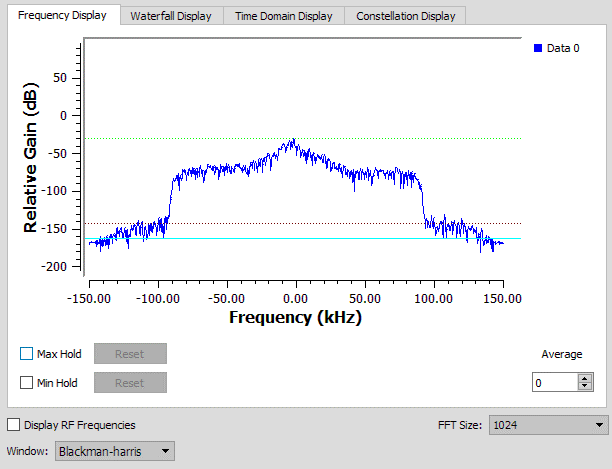 Frequency Display Waterfall Display Time Domain Display Constellation Display
Data 0
Relative Gain (dB)
50
0
-50
-100
-150
-200
-150.00 -100.00 -50.00 0.00 50.00 100.00 150.00
Frequency (kHz)
Max Hold Reset Average
Min Hold Reset 0
Display RF Frequencies FFT Size: 1024
Window: Blackman-harris